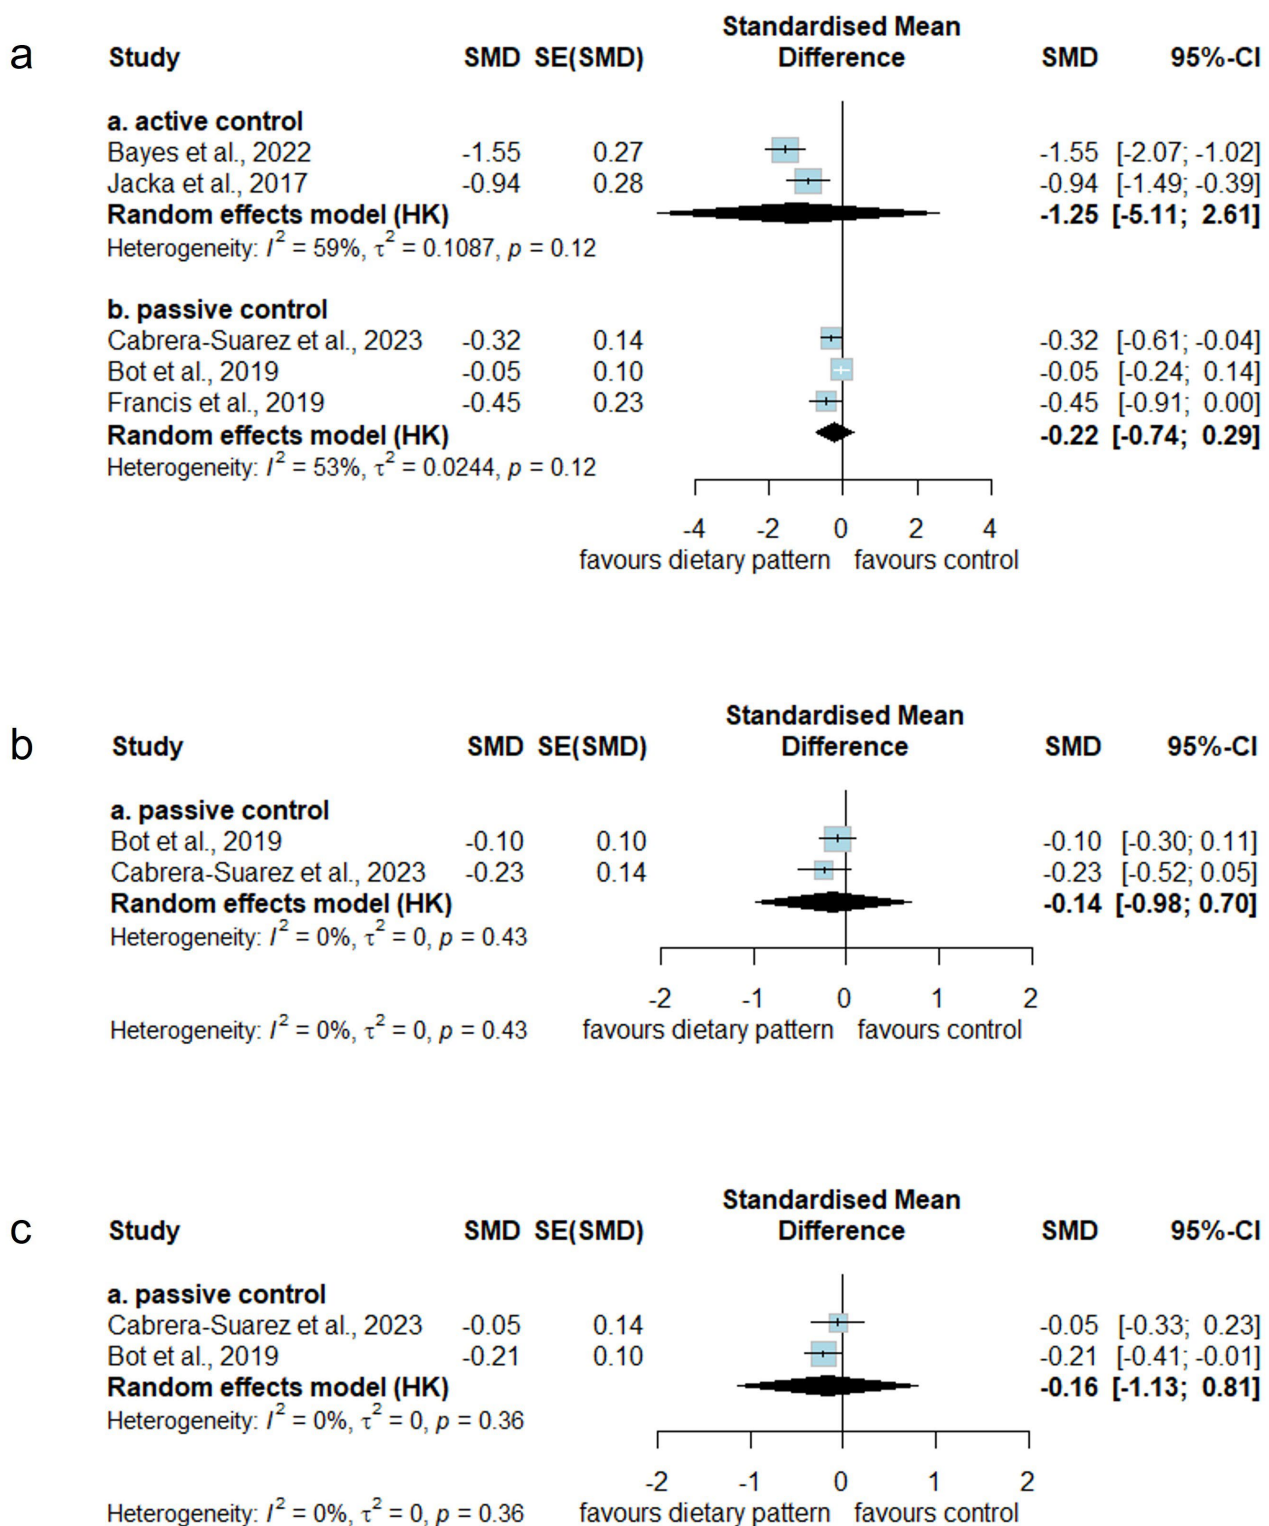 a
Standardised Mean
Study SMD SE(SMD) Difference SMD 95%-CI
a. active control
Bayes et al., 2022 -1.55 0.27 -1.55 [-2.07; -1.02]
Jacka et al., 2017 -0.94 0.28 -0.94 [-1.49; -0.39]
Random effects model (HK) -1.25 [-5.11; 2.61]
Heterogeneity: I² = 59%, τ² = 0.1087, p = 0.12
b. passive control
Cabrera-Suarez et al., 2023 -0.32 0.14 -0.32 [-0.61; -0.04]
Bot et al., 2019 -0.05 0.10 -0.05 [-0.24; 0.14]
Francis et al., 2019 -0.45 0.23 -0.45 [-0.91; 0.00]
Random effects model (HK) -0.22 [-0.74; 0.29]
Heterogeneity: I² = 53%, τ² = 0.0244, p = 0.12
-4 -2 0 2 4
favours dietary pattern favours control
b
Standardised Mean
Study SMD SE(SMD) Difference SMD 95%-CI
a. passive control
Bot et al., 2019 -0.10 0.10 -0.10 [-0.30; 0.11]
Cabrera-Suarez et al., 2023 -0.23 0.14 -0.23 [-0.52; 0.05]
Random effects model (HK) -0.14 [-0.98; 0.70]
Heterogeneity: I² = 0%, τ² = 0, p = 0.43
-2 -1 0 1 2
Heterogeneity: I² = 0%, τ² = 0, p = 0.43 favours dietary pattern favours control
c
Standardised Mean
Study SMD SE(SMD) Difference SMD 95%-CI
a. passive control
Cabrera-Suarez et al., 2023 -0.05 0.14 -0.05 [-0.33; 0.23]
Bot et al., 2019 -0.21 0.10 -0.21 [-0.41; -0.01]
Random effects model (HK) -0.16 [-1.13; 0.81]
Heterogeneity: I² = 0%, τ² = 0, p = 0.36
-2 -1 0 1 2
Heterogeneity: I² = 0%, τ² = 0, p = 0.36 favours dietary pattern favours control